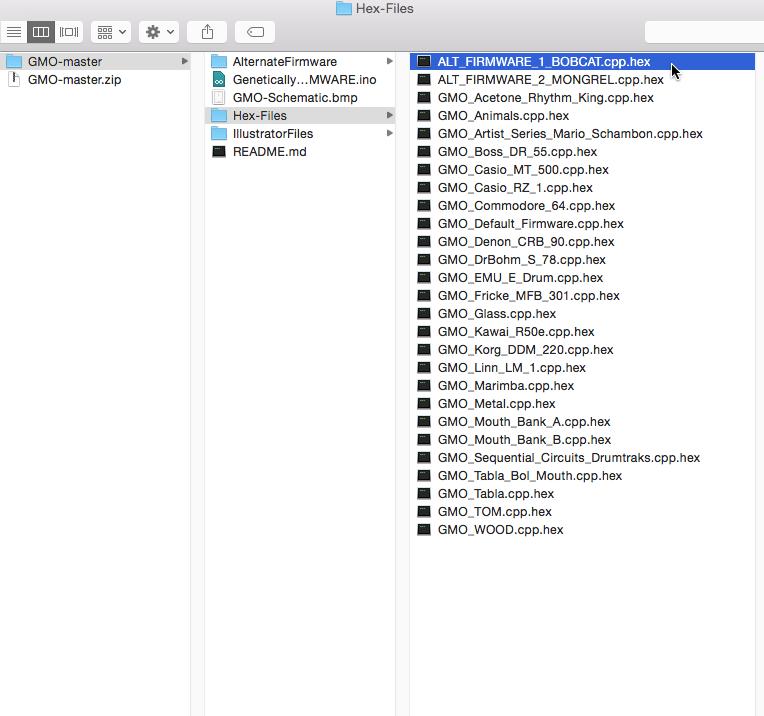 Hex-Files
GMO-master
GMO-master.zip
AlternateFirmware
Genetically...MWARE.ino
GMO-Schematic.bmp
Hex-Files
IllustratorFiles
README.md
ALT_FIRMWARE_1_BOBCAT.cpp.hex
ALT_FIRMWARE_2_MONGREL.cpp.hex
GMO_Acetone_Rhythm_King.cpp.hex
GMO_Animals.cpp.hex
GMO_Artist_Series_Mario_Schambon.cpp.hex
GMO_Boss_DR_55.cpp.hex
GMO_Casio_MT_500.cpp.hex
GMO_Casio_RZ_1.cpp.hex
GMO_Commodore_64.cpp.hex
GMO_Default_Firmware.cpp.hex
GMO_Denon_CRB_90.cpp.hex
GMO_DrBohm_S_78.cpp.hex
GMO_EMU_E_Drum.cpp.hex
GMO_Fricke_MFB_301.cpp.hex
GMO_Glass.cpp.hex
GMO_Kawai_R50e.cpp.hex
GMO_Korg_DDM_220.cpp.hex
GMO_Linn_LM_1.cpp.hex
GMO_Marimba.cpp.hex
GMO_Metal.cpp.hex
GMO_Mouth_Bank_A.cpp.hex
GMO_Mouth_Bank_B.cpp.hex
GMO_Sequential_Circuits_Drumtraks.cpp.hex
GMO_Tabla_Bol_Mouth.cpp.hex
GMO_Tabla.cpp.hex
GMO_TOM.cpp.hex
GMO_WOOD.cpp.hex